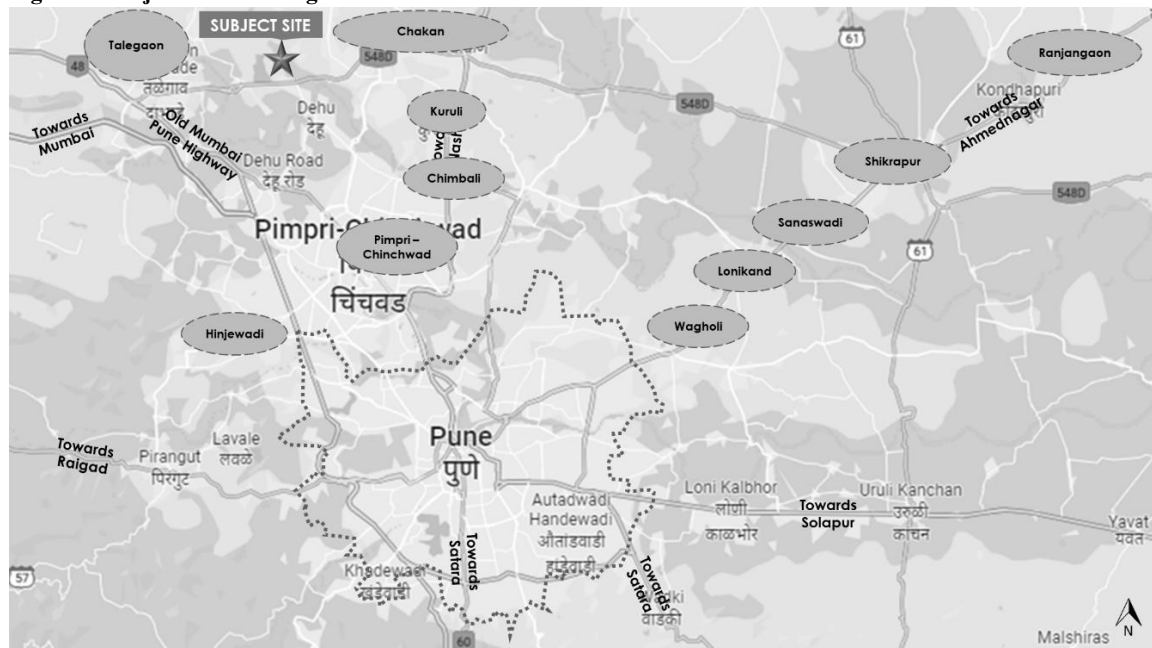 SUBJECT SITE
Talegaon
Chakan
61
Ranjangaon
48
548D
तळेगाव
Dehu
देहू
Kuruli
548D
Kondhapuri
Towards
Ahmednagar
Towards
Mumbai
Old Mumbai
Pune Highway
Dehu Road
देहू रोड
Chimbali
Shikrapur
548D
Sanaswadi
61
Pimpri –
Chinchwad
चिंचवड
Lonikand
Hinjewadi
Wagholi
Pune
पुणे
Towards
Raigad
Lavale
लवळे
Pirangut
पिरंगुट
Autadwadi
Handewadi
औतांडवाडी
हांडेवाडी
Loni Kalbhor
लोणी
काळभोर
Towards
Solapur
Uruli Kanchan
उरुळी
कांचन
Yavat
यवत
Towards
Satara
Towards
Satara
57
Khadewadi
खडेवाडी
वाडकी
60
Malshiras
N